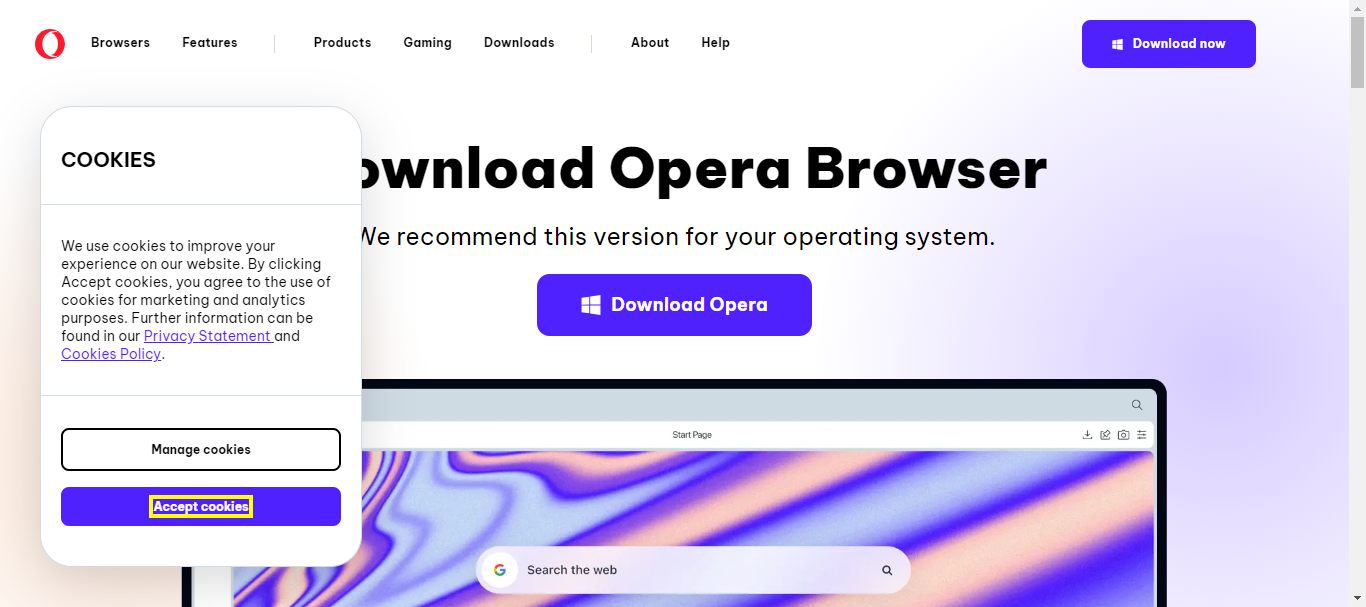 Browsers
Features
Products
Gaming
Downloads
About
Help
Download now
COOKIES
We use cookies to improve your
experience on our website. By clicking
Accept cookies, you agree to the use of
cookies for marketing and analytics
purposes. Further information can be
found in our Privacy Statement and
Cookies Policy.
Manage cookies
Accept cookies
ownload Opera Browser
We recommend this version for your operating system.
Download Opera
Start Page
G
Search the web